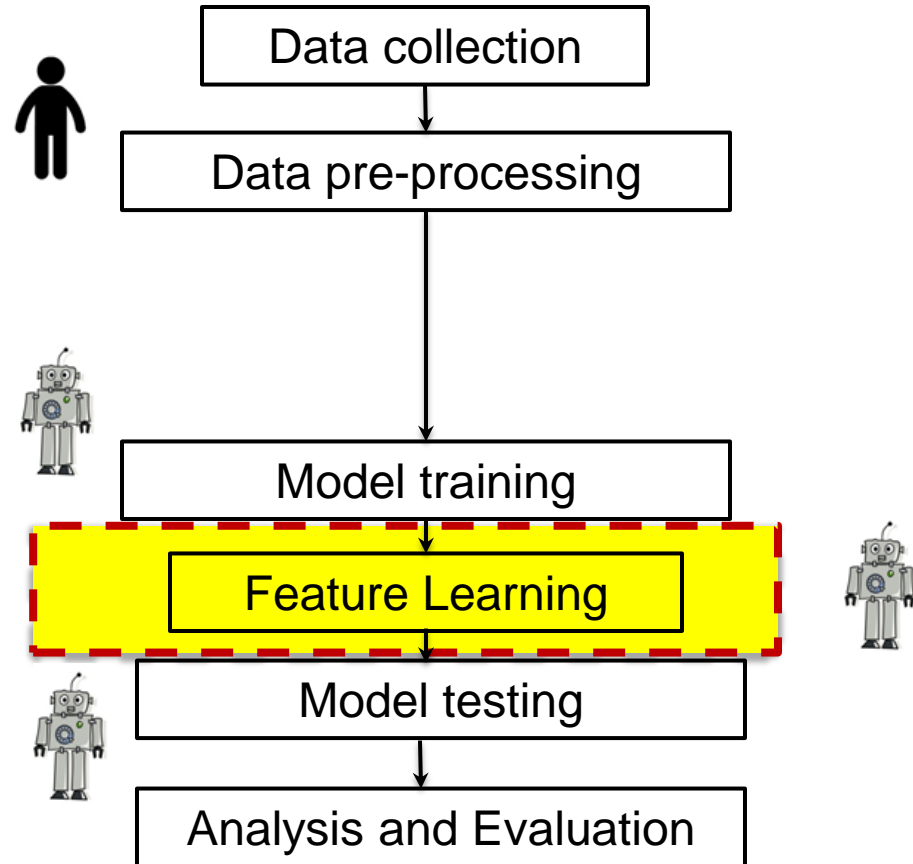 Data collection
Data pre-processing
Model training
Feature Learning
Model testing
Analysis and Evaluation